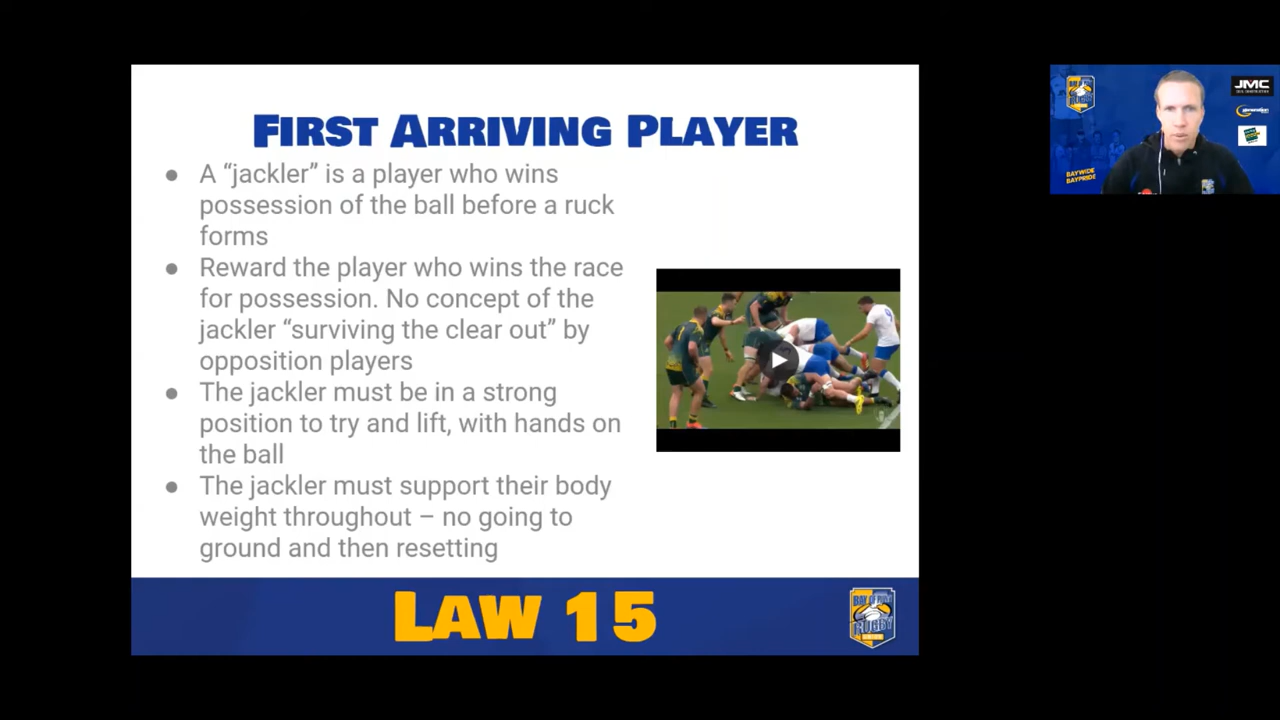 FIRST ARRIVING PLAYER
● A “jackler” is a player who wins
possession of the ball before a ruck
forms
● Reward the player who wins the race
for possession. No concept of the
jackler “surviving the clear out” by
opposition players
● The jackler must be in a strong
position to try and lift, with hands on
the ball
● The jackler must support their body
weight throughout – no going to
ground and then resetting
LAW 15
RUGBY
JMC
BAYWIDE
BAYPRIDE